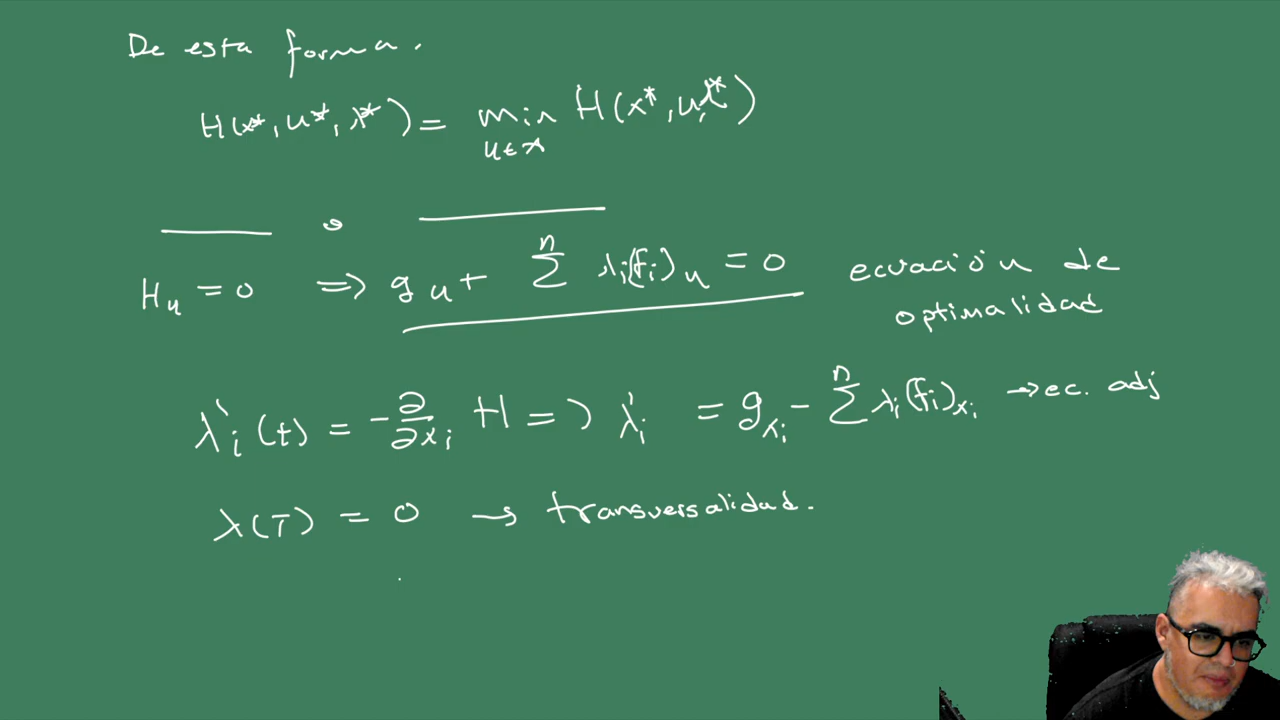 De esta forma.
H(x*, u*, λ*) = min H(x*, u, λ*)
u ∈ A
H_u = 0 => g_u + ∑^n λ_i(f_i)_u = 0 ecuación de
optimalidad
λ'_i(t) = -∂/∂x_i H => λ'_i = g_{x_i} - ∑^n λ_i(f_i)_{x_i} → ec. adj
λ(T) = 0 → transversalidad.